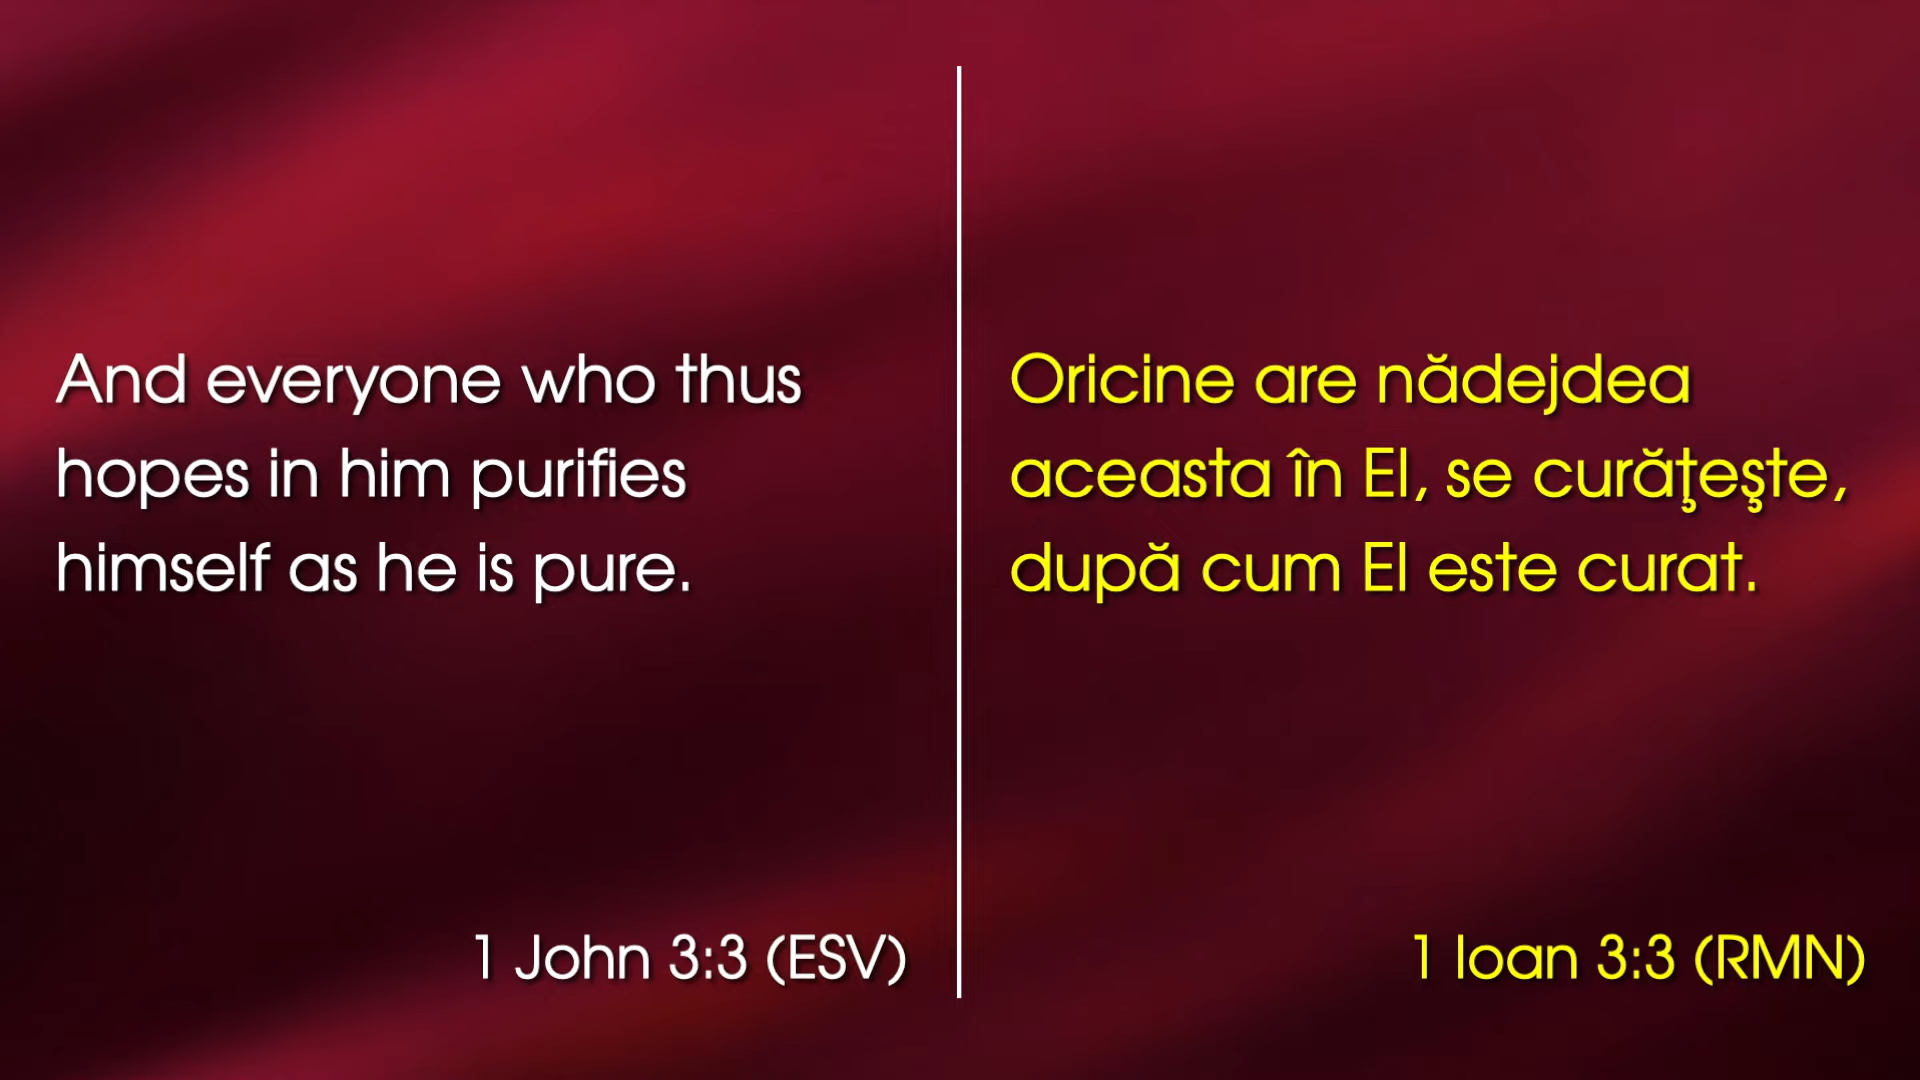 And everyone who thus
hopes in him purifies
himself as he is pure.
1 John 3:3 (ESV)
Oricine are nădejdea
aceasta în El, se curăţeşte,
după cum El este curat.
1 Ioan 3:3 (RMN)